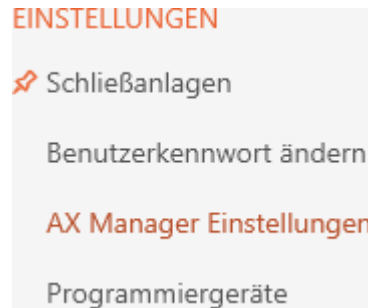 EINSTELLUNGEN
Schließanlagen
Benutzerkennwort ändern
AX Manager Einstellungen
Programmiergeräte